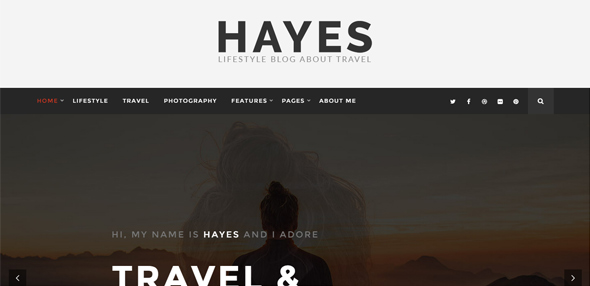 HAYES
LIFESTYLE BLOG ABOUT TRAVEL
HOME LIFESTYLE TRAVEL PHOTOGRAPHY FEATURES PAGES ABOUT ME
HI, MY NAME IS HAYES AND I ADORE
TRAVEL &